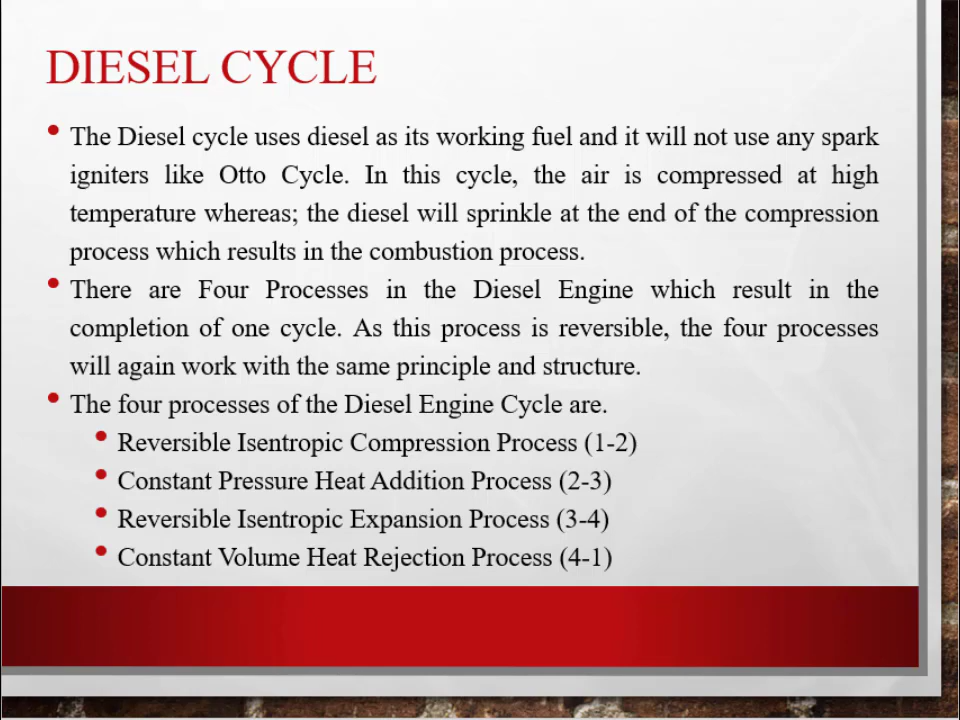 DIESEL CYCLE
• The Diesel cycle uses diesel as its working fuel and it will not use any spark
igniters like Otto Cycle. In this cycle, the air is compressed at high
temperature whereas; the diesel will sprinkle at the end of the compression
process which results in the combustion process.
• There are Four Processes in the Diesel Engine which result in the
completion of one cycle. As this process is reversible, the four processes
will again work with the same principle and structure.
• The four processes of the Diesel Engine Cycle are.
• Reversible Isentropic Compression Process (1-2)
• Constant Pressure Heat Addition Process (2-3)
• Reversible Isentropic Expansion Process (3-4)
• Constant Volume Heat Rejection Process (4-1)